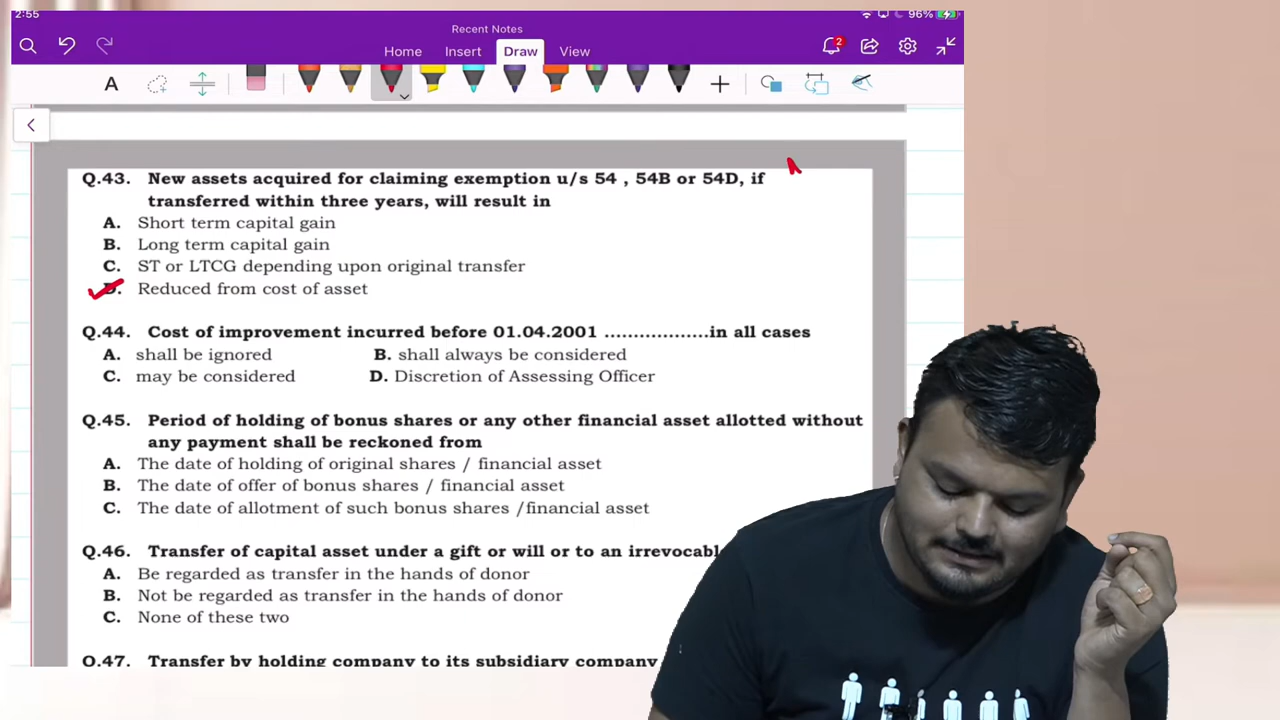 2:55
96%
Recent Notes
2
Home Insert Draw View
A
Q.43. New assets acquired for claiming exemption u/s 54 , 54B or 54D, if
transferred within three years, will result in
A. Short term capital gain
B. Long term capital gain
C. ST or LTCG depending upon original transfer
D. Reduced from cost of asset
Q.44. Cost of improvement incurred before 01.04.2001 ..................in all cases
A. shall be ignored B. shall always be considered
C. may be considered D. Discretion of Assessing Officer
Q.45. Period of holding of bonus shares or any other financial asset allotted without
any payment shall be reckoned from
A. The date of holding of original shares / financial asset
B. The date of offer of bonus shares / financial asset
C. The date of allotment of such bonus shares /financial asset
Q.46. Transfer of capital asset under a gift or will or to an
A. Be regarded as transfer in the hands of donor
B. Not be regarded as transfer in the hands of donor
C. None of these two
Q.47. Transfer by holding company to its subsidiary company